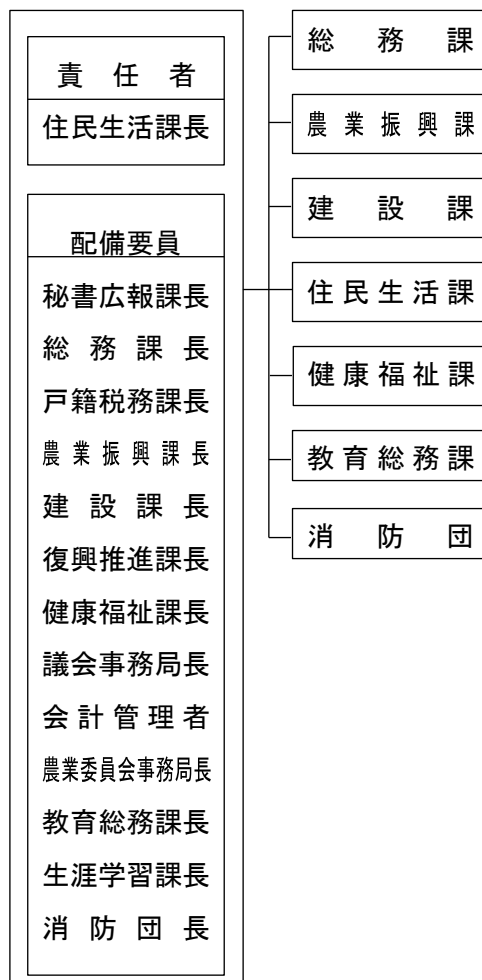 責任者
住民生活課長
配備要員
秘書広報課長
総務課長
戸籍税務課長
農業振興課長
建設課長
復興推進課長
健康福祉課長
議会事務局長
会計管理者
農業委員会事務局長
教育総務課長
生涯学習課長
消防団長
総務課
農業振興課
建設課
住民生活課
健康福祉課
教育総務課
消防団